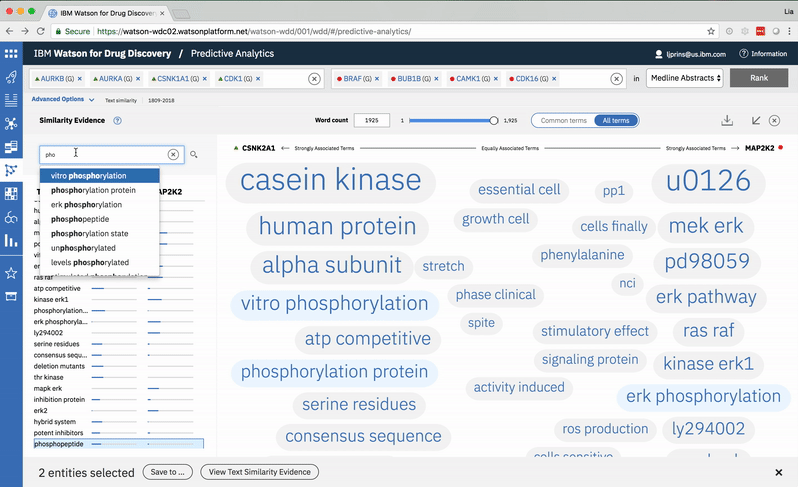 IBM Watson for Drug Discovery
Lia
Secure https://watson-wdc02.watsonplatform.net/watson-wdd/001/wdd/#/predictive-analytics/
IBM Watson for Drug Discovery / Predictive Analytics
ljprins@us.ibm.com
Information
AURKB (G) × AURKA (G) × CSNK1A1 (G) × CDK1 (G) ×
BRAF (G) × BUB1B (G) × CAMK1 (G) × CDK16 (G) ×
in
Medline Abstracts
Rank
Advanced Options
Text similarity
1809-2018
Similarity Evidence
Word count
1925
1
1,925
Common terms
All terms
pho
vitro phosphorylation
phosphorylation protein
erk phosphorylation
phosphopeptide
phosphorylation state
unphosphorylated
levels phosphorylated
atp competitive
kinase erk1
phosphorylation...
erk phosphoryla...
ly294002
serine residues
consensus sequ...
deletion mutants
thr kinase
mapk erk
inhibition protein
erk2
hybrid system
potent inhibitors
phosphopeptide
CSNK2A1
Strongly Associated Terms
Equally Associated Terms
Strongly Associated Terms
MAP2K2
casein kinase
essential cell
pp1
u0126
human protein
growth cell
cells finally
mek erk
alpha subunit
stretch
phenylalanine
pd98059
nci
vitro phosphorylation
phase clinical
erk pathway
spite
atp competitive
stimulatory effect
ras raf
phosphorylation protein
signaling protein
kinase erk1
activity induced
erk phosphorylation
serine residues
consensus sequence
ros production
ly294002
2 entities selected
Save to ...
View Text Similarity Evidence